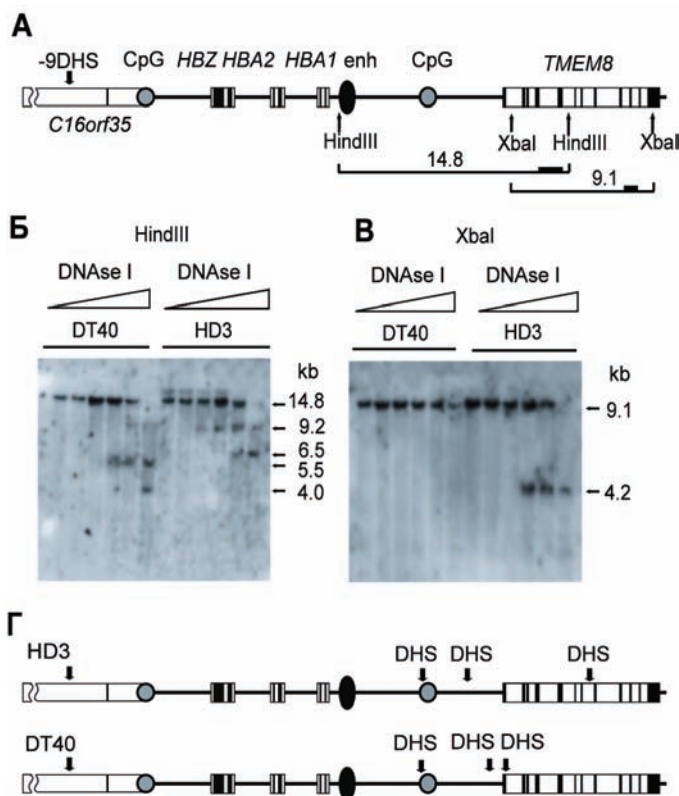 А
-9DHS CpG HBZ HBA2 HBA1 enh CpG TMEM8
C16orf35
HindIII XbaI HindIII XbaI
14.8
9.1
Б HindIII
DNAse I DNAse I
DT40 HD3
kb
14.8
9.2
6.5
5.5
4.0
В XbaI
DNAse I DNAse I
DT40 HD3
kb
9.1
4.2
Г
HD3 DHS DHS DHS
DT40 DHS DHS DHS